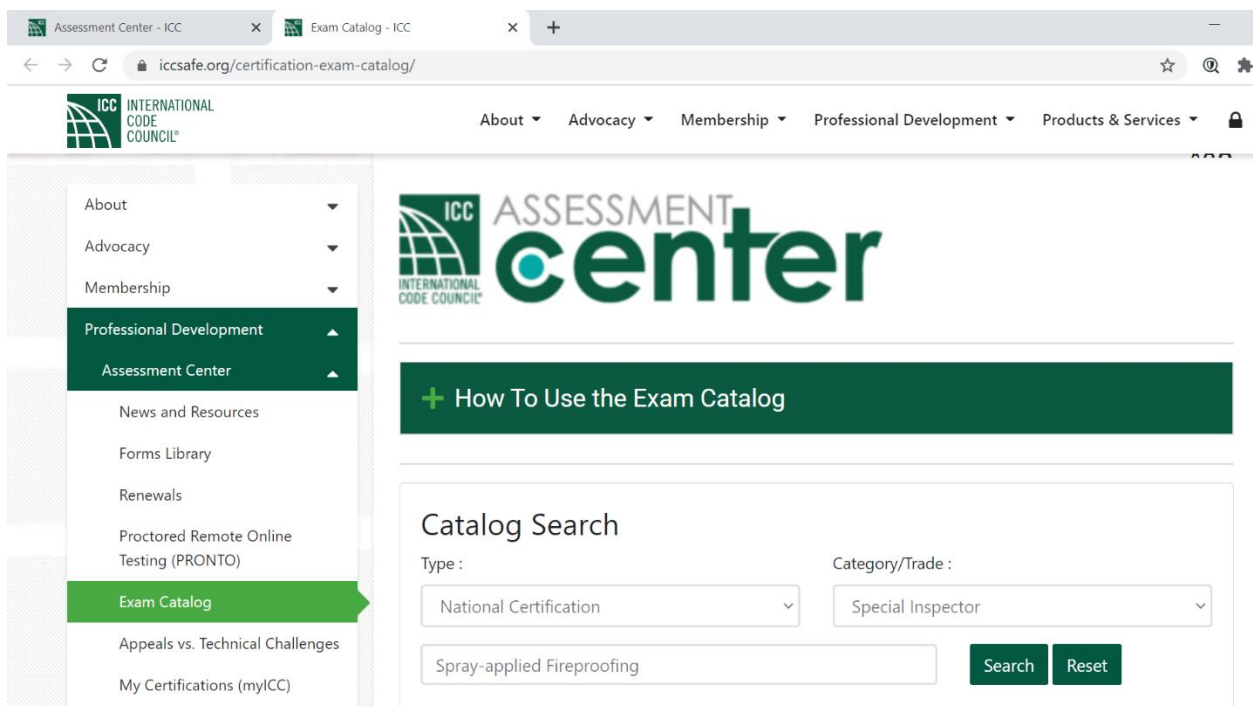 Assessment Center - ICC
Exam Catalog - ICC
iccsafe.org/certification-exam-catalog/
ICC INTERNATIONAL
CODE
COUNCIL®
About Advocacy Membership Professional Development Products & Services
About
Advocacy
Membership
Professional Development
Assessment Center
News and Resources
Forms Library
Renewals
Proctored Remote Online
Testing (PRONTO)
Exam Catalog
Appeals vs. Technical Challenges
My Certifications (myICC)
ICC
INTERNATIONAL
CODE COUNCIL®
ASSESSMENT
center
+ How To Use the Exam Catalog
Catalog Search
Type : Category/Trade :
National Certification Special Inspector
Spray-applied Fireproofing Search Reset